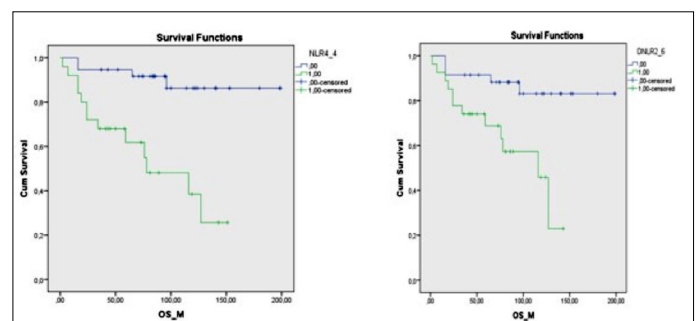 Survival Functions
NLR4_4
,00
1,00
,00-censored
1,00-censored
Cum Survival
1,0
0,8
0,6
0,4
0,2
0,0
,00
50,00
100,00
150,00
200,00
OS_M
Survival Functions
DNLR2_6
,00
1,00
,00-censored
1,00-censored
Cum Survival
1,0
0,8
0,6
0,4
0,2
0,0
,00
50,00
100,00
150,00
200,00
OS_M